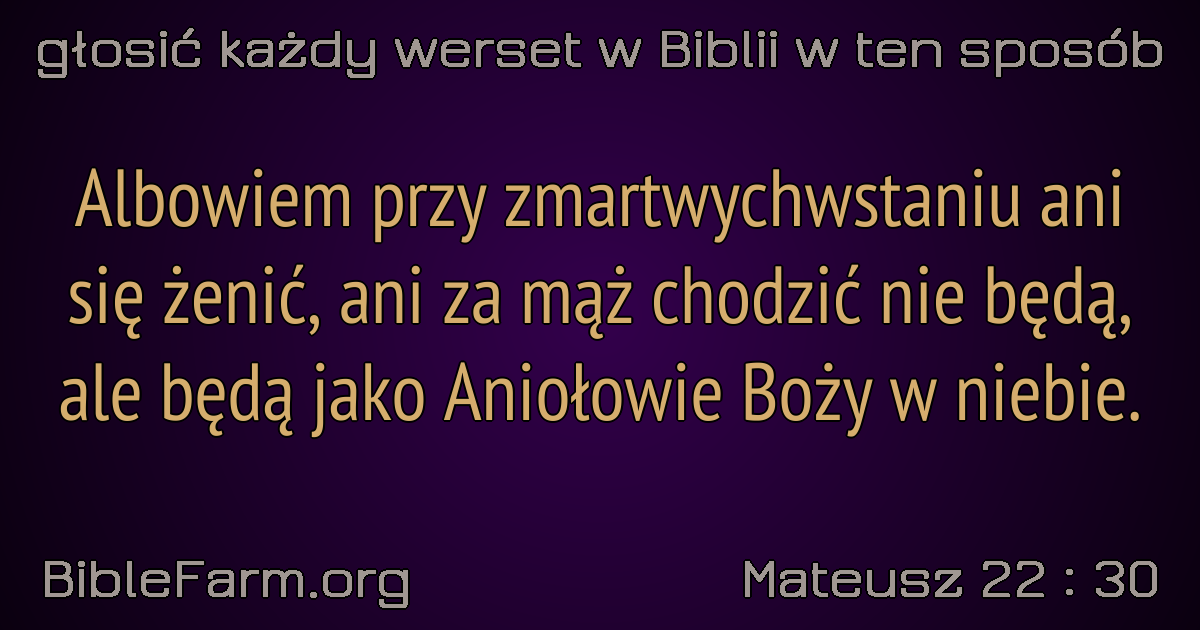 głosić każdy werset w Biblii w ten sposób
Albowiem przy zmartwychwstaniu ani
się żenić, ani za mąż chodzić nie będą,
ale będą jako Aniołowie Boży w niebie.
BibleFarm.org
Mateusz 22 : 30